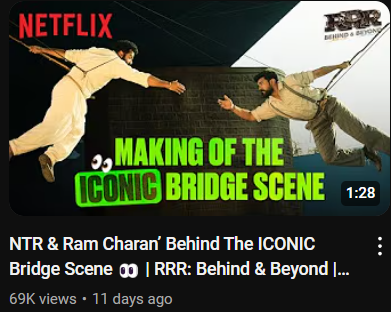 NETFLIX
RRR
BEHIND & BEYOND
MAKING OF THE
ICONIC BRIDGE SCENE
1:28
NTR & Ram Charan’ Behind The ICONIC
Bridge Scene 👀 | RRR: Behind & Beyond |...
69K views • 11 days ago